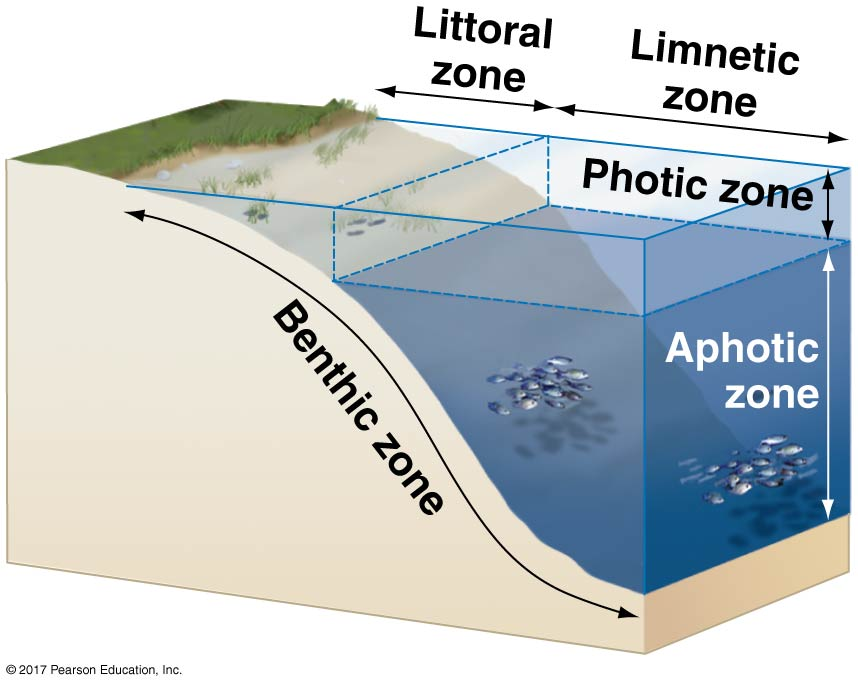 Littoral
zone
Limnetic
zone
Photic zone
Aphotic
zone
Benthic zone
© 2017 Pearson Education, Inc.